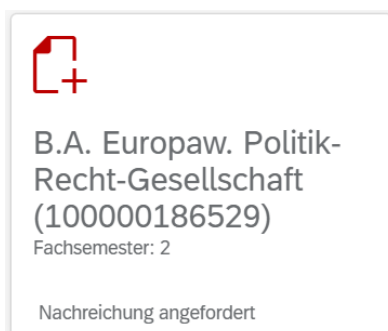 B.A. Europaw. Politik-
Recht-Gesellschaft
(100000186529)
Fachsemester: 2
Nachreichung angefordert